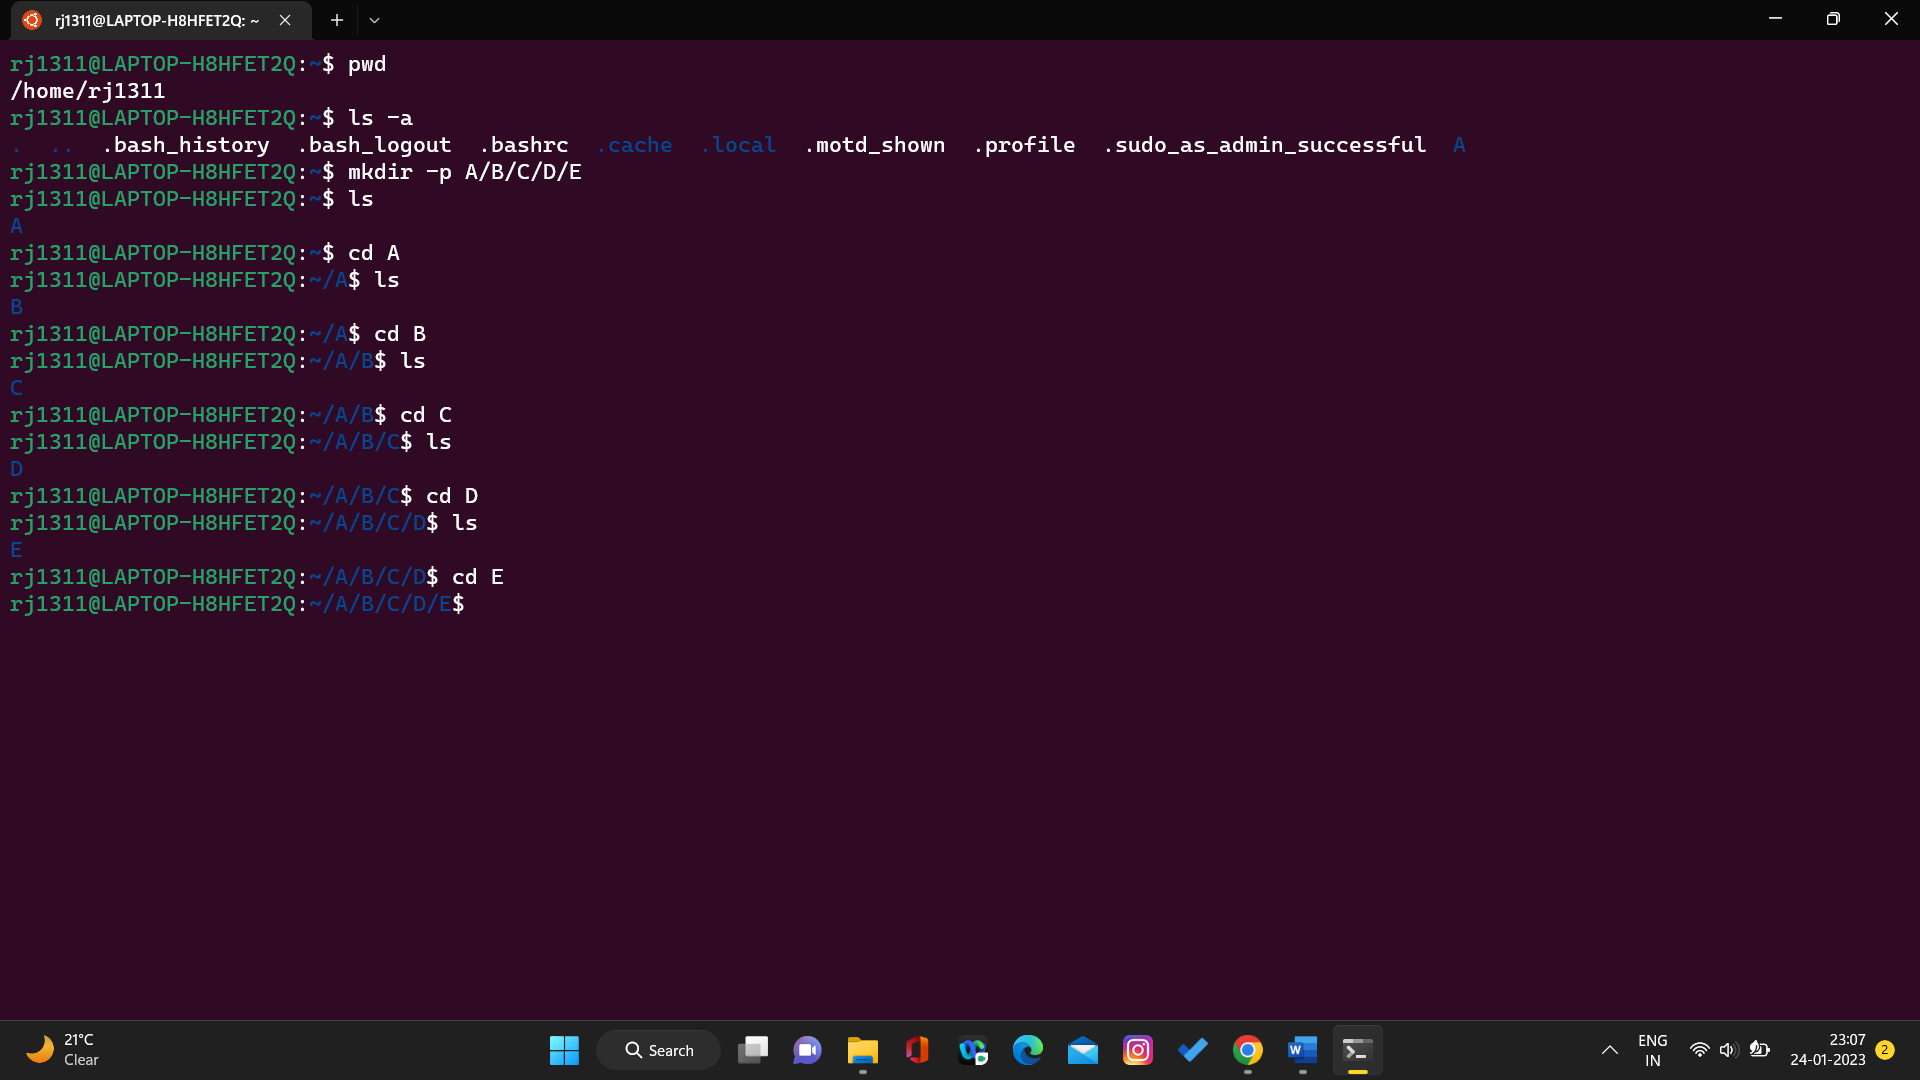 rj1311@LAPTOP-H8HFET2Q: ~
rj1311@LAPTOP-H8HFET2Q:~$ pwd
/home/rj1311
rj1311@LAPTOP-H8HFET2Q:~$ ls -a
.  ..  .bash_history  .bash_logout  .bashrc  .cache  .local  .motd_shown  .profile  .sudo_as_admin_successful  A
rj1311@LAPTOP-H8HFET2Q:~$ mkdir -p A/B/C/D/E
rj1311@LAPTOP-H8HFET2Q:~$ ls
A
rj1311@LAPTOP-H8HFET2Q:~$ cd A
rj1311@LAPTOP-H8HFET2Q:~/A$ ls
B
rj1311@LAPTOP-H8HFET2Q:~/A$ cd B
rj1311@LAPTOP-H8HFET2Q:~/A/B$ ls
C
rj1311@LAPTOP-H8HFET2Q:~/A/B$ cd C
rj1311@LAPTOP-H8HFET2Q:~/A/B/C$ ls
D
rj1311@LAPTOP-H8HFET2Q:~/A/B/C$ cd D
rj1311@LAPTOP-H8HFET2Q:~/A/B/C/D$ ls
E
rj1311@LAPTOP-H8HFET2Q:~/A/B/C/D$ cd E
rj1311@LAPTOP-H8HFET2Q:~/A/B/C/D/E$
21°C
Clear
Search
W
ENG
IN
23:07
24-01-2023
2